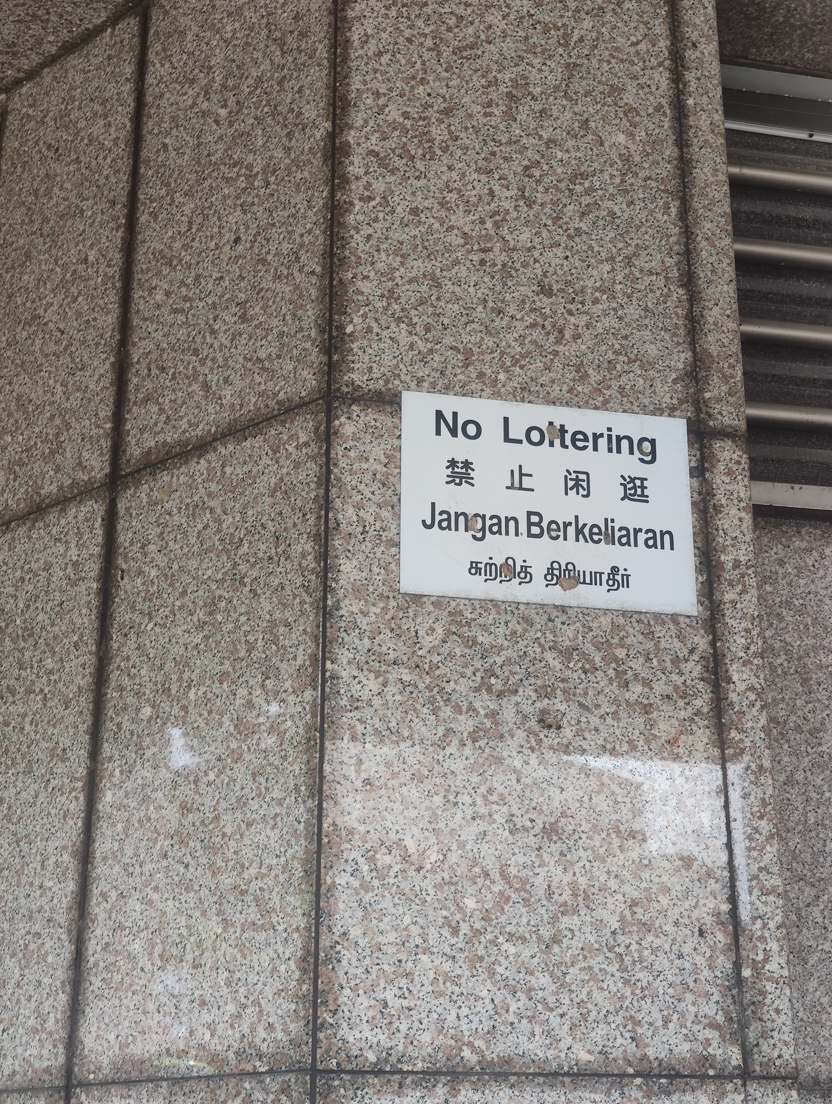 No Loitering
禁止闲逛
Jangan Berkeliaran
சுற்றித் திரியாதீர்